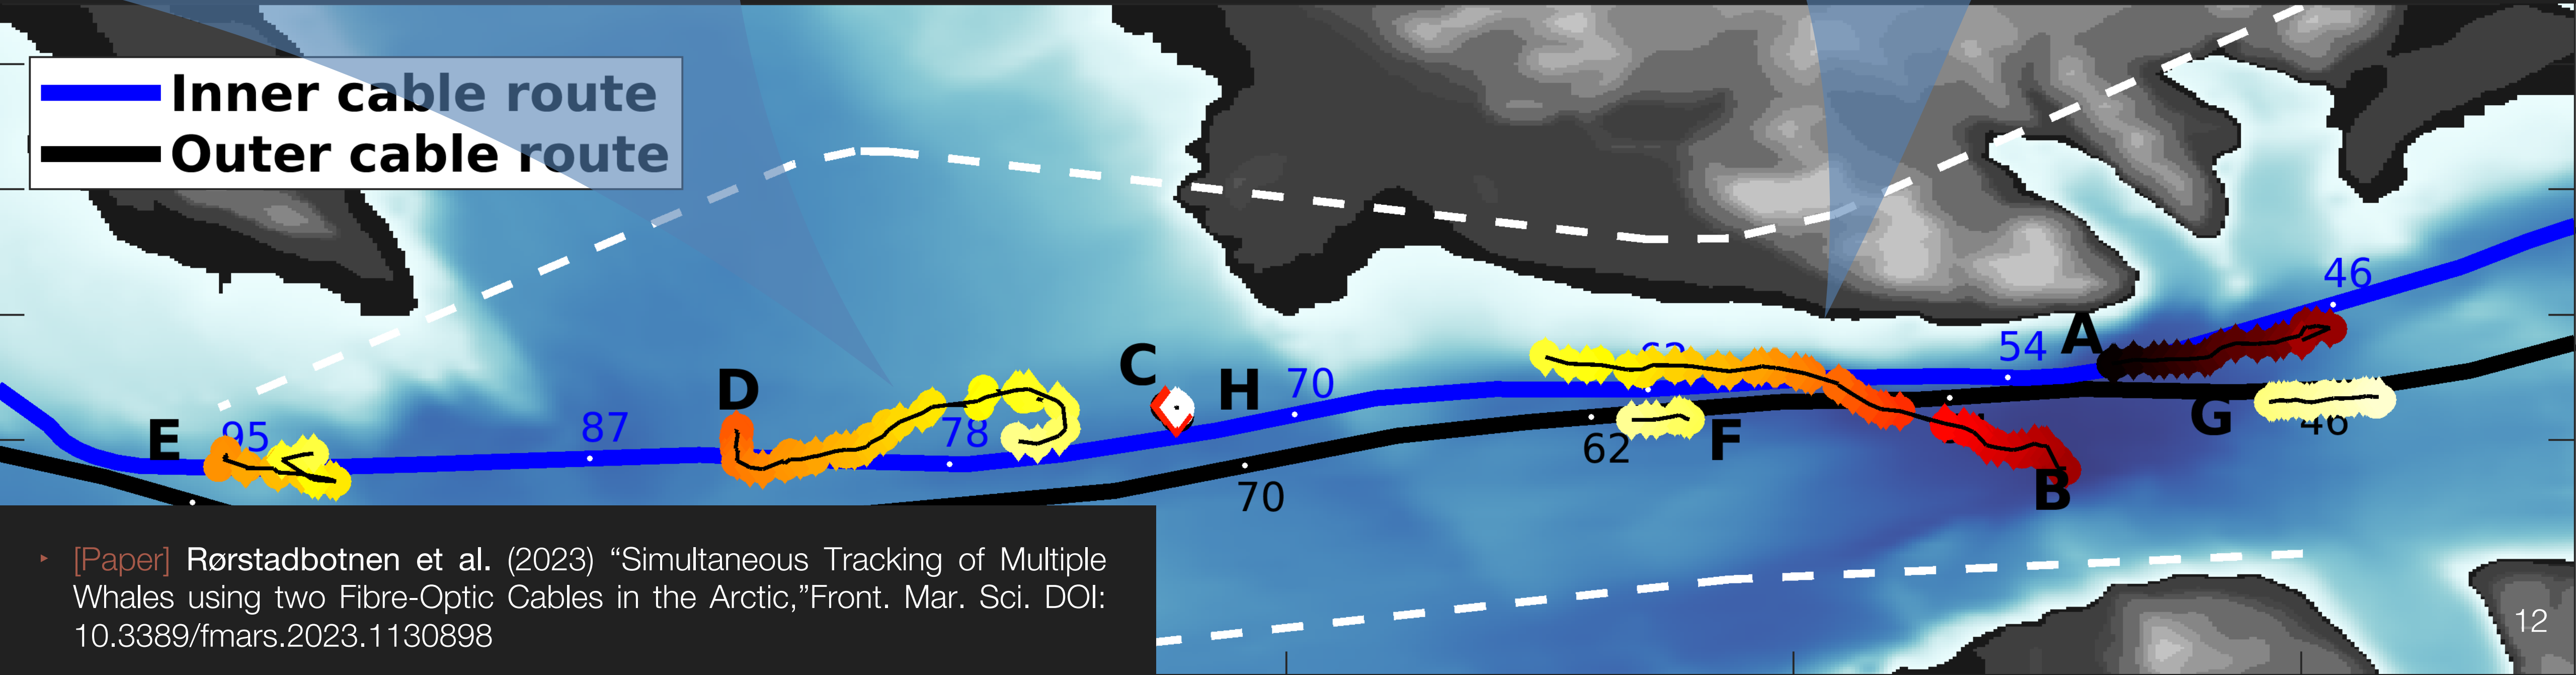 Inner cable route
Outer cable route
46
A
54
62
C
H
70
D
E
95
87
78
F
G
62
46
B
70
‣ [Paper] Rørstadbotnen et al. (2023) “Simultaneous Tracking of Multiple
Whales using two Fibre-Optic Cables in the Arctic,”Front. Mar. Sci. DOI:
10.3389/fmars.2023.1130898
12